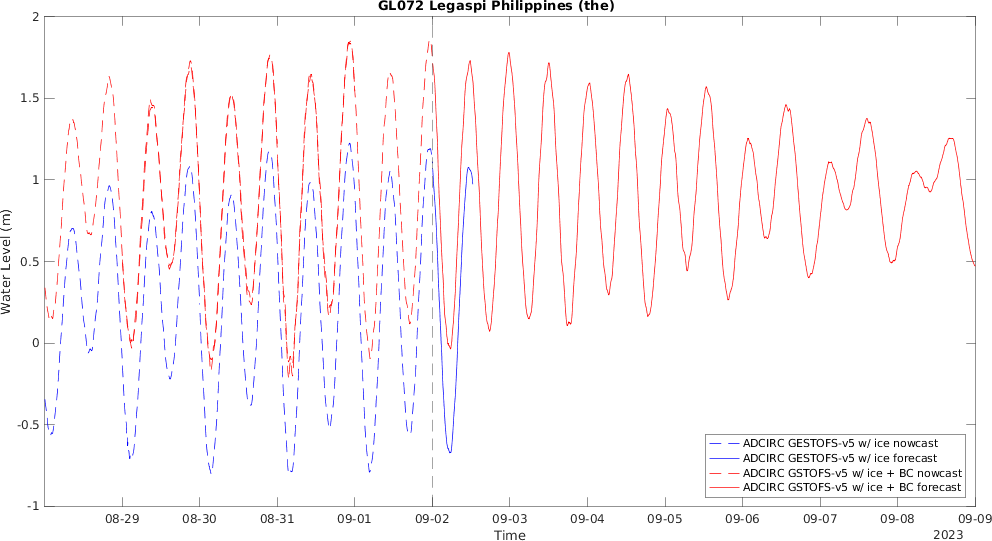 GL072 Legaspi Philippines (the)
2
1.5
1
0.5
0
-0.5
-1
Water Level (m)
ADCIRC GESTOFS-v5 w/ ice nowcast
ADCIRC GESTOFS-v5 w/ ice forecast
ADCIRC GSTOFS-v5 w/ ice + BC nowcast
ADCIRC GSTOFS-v5 w/ ice + BC forecast
08-29 08-30 08-31 09-01 09-02 09-03 09-04 09-05 09-06 09-07 09-08 09-09
Time
2023